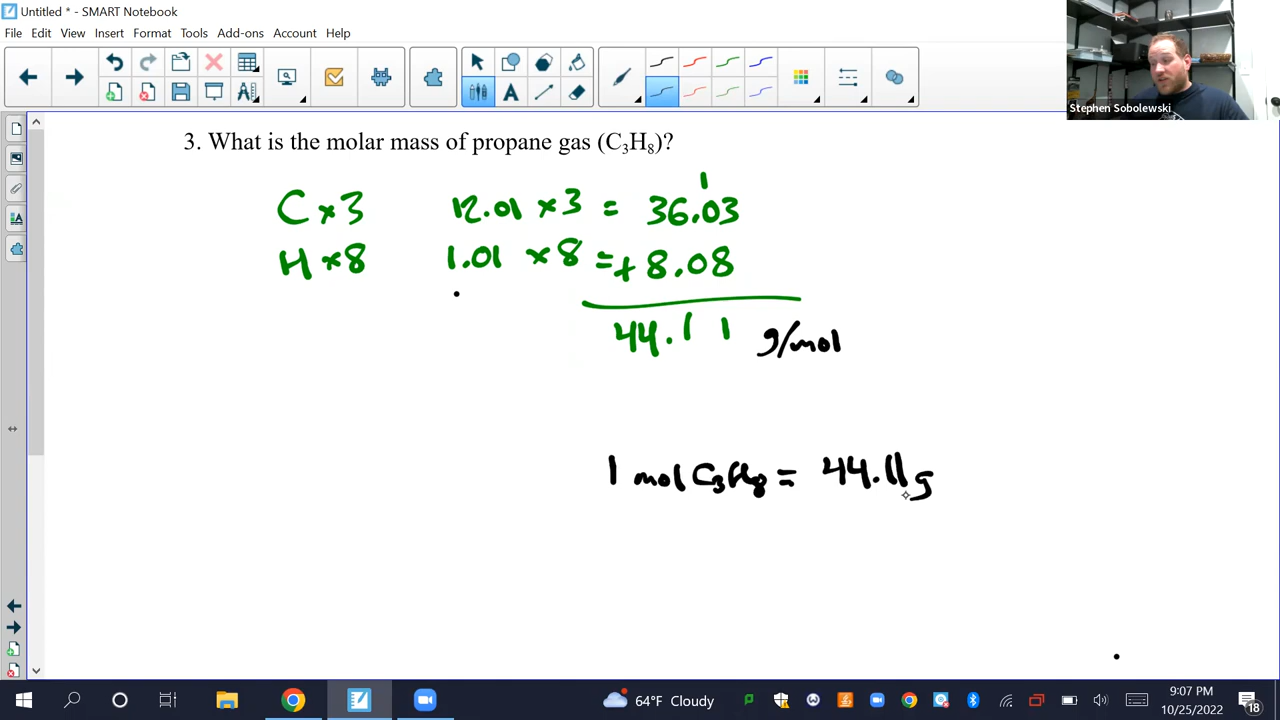 Untitled * - SMART Notebook
File Edit View Insert Format Tools Add-ons Account Help
Stephen Sobolewski
3. What is the molar mass of propane gas (C₃H₈)?
1
C × 3 12.01 × 3 = 36.03
H × 8 1.01 × 8 = + 8.08
44.11 g/mol
1 mol C₃H₈ = 44.11g
64°F Cloudy
9:07 PM
10/25/2022
18